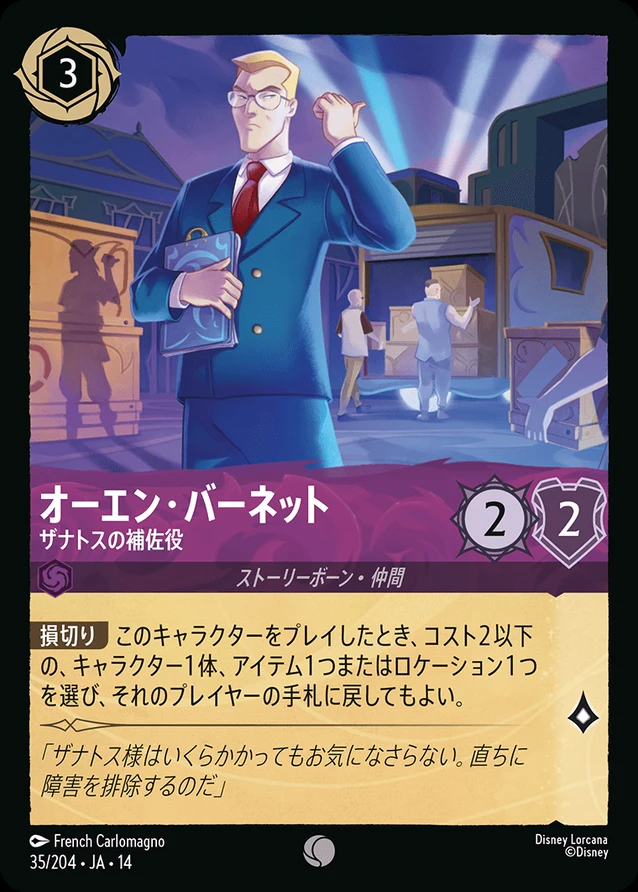 3
オーエン・バーネット
ザナトスの補佐役
2
2
ストーリーボーン・仲間
損切り このキャラクターをプレイしたとき、コスト2以下
の、キャラクター1体、アイテム1つまたはロケーション1つ
を選び、それのプレイヤーの手札に戻してもよい。
「ザナトス様はいくらかかってもお気になさらない。直ちに
障害を排除するのだ」
French Carlomagno
35/204・JA・14
Disney Lorcana
©Disney